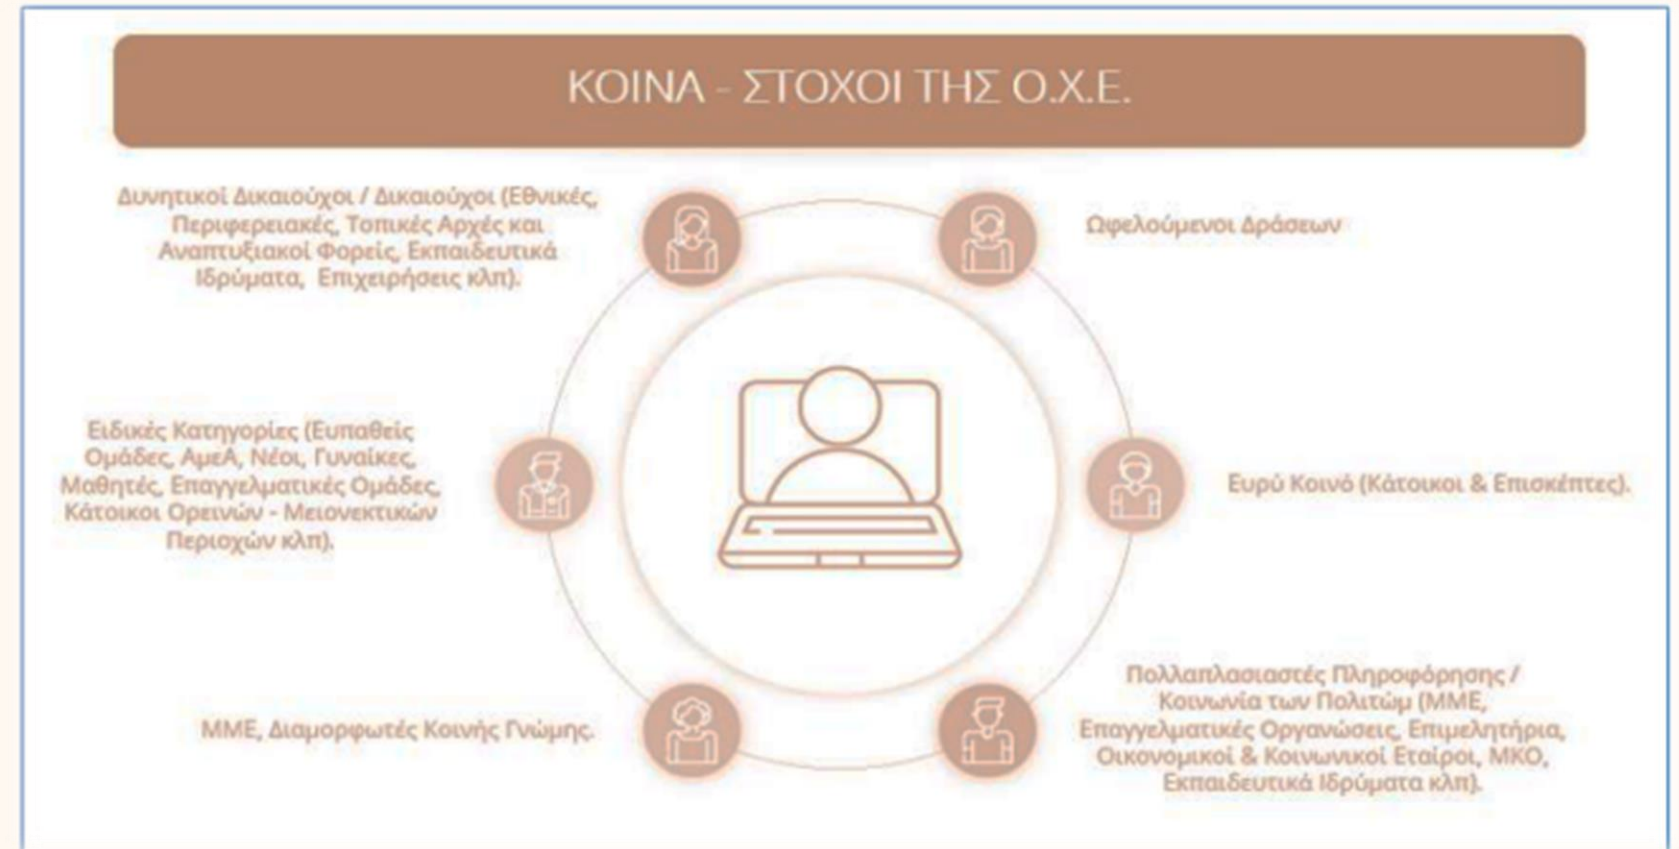 ΚΟΙΝΑ - ΣΤΟΧΟΙ ΤΗΣ Ο.Χ.Ε.
Δυνητικοί Δικαιούχοι / Δικαιούχοι (Εθνικές,
Περιφερειακές, Τοπικές Αρχές και
Αναπτυξιακοί Φορείς, Εκπαιδευτικά
Ιδρύματα, Επιχειρήσεις κλπ).
Ωφελούμενοι Δράσεων
Ειδικές Κατηγορίες (Ευπαθείς
Ομάδες, ΑμεΑ, Νέοι, Γυναίκες,
Μαθητές, Επαγγελματικές Ομάδες,
Κάτοικοι Ορεινών - Μειονεκτικών
Περιοχών κλπ).
Ευρύ Κοινό (Κάτοικοι & Επισκέπτες).
ΜΜΕ, Διαμορφωτές Κοινής Γνώμης.
Πολλαπλασιαστές Πληροφόρησης /
Κοινωνία των Πολιτώμ (ΜΜΕ,
Επαγγελματικές Οργανώσεις, Επιμελητήρια,
Οικονομικοί & Κοινωνικοί Εταίροι, ΜΚΟ,
Εκπαιδευτικά Ιδρύματα κλπ).